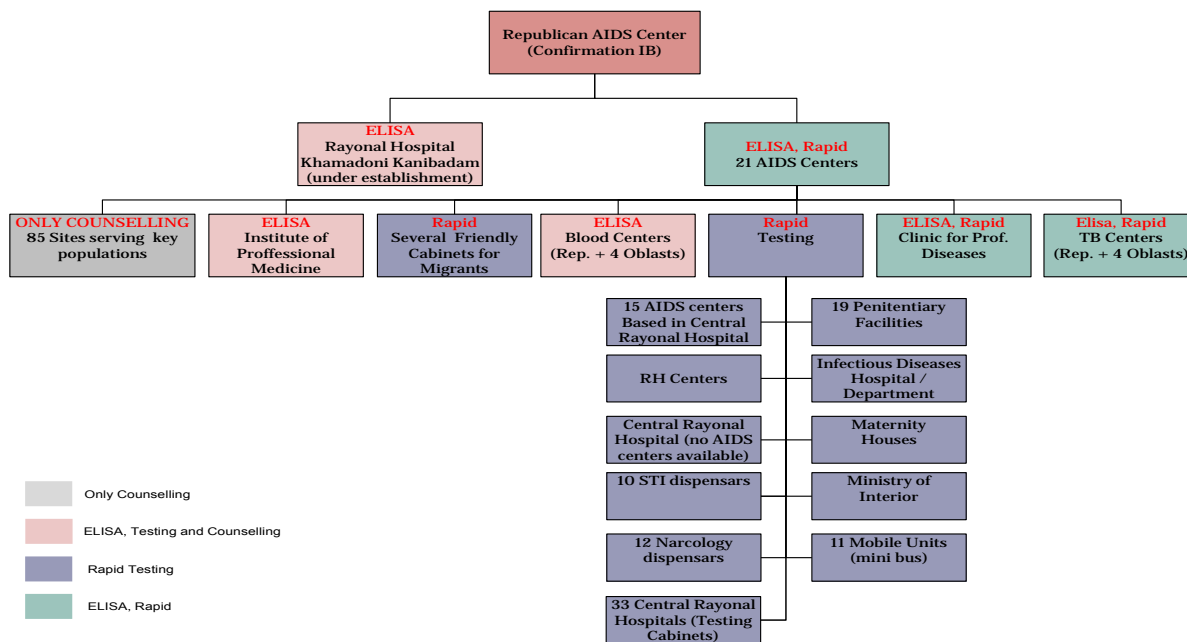 Republican AIDS Center
(Confirmation IB)
ELISA
Rayonal Hospital
Khamadoni Kanibadam
(under establishment)
ELISA, Rapid
21 AIDS Centers
ONLY COUNSELLING
85 Sites serving key
populations
ELISA
Institute of
Proffessional
Medicine
Rapid
Several Friendly
Cabinets for
Migrants
ELISA
Blood Centers
(Rep. + 4 Oblasts)
Rapid
Testing
ELISA, Rapid
Clinic for Prof.
Diseases
Elisa, Rapid
TB Centers
(Rep. + 4 Oblasts)
15 AIDS centers
Based in Central
Rayonal Hospital
19 Penitentiary
Facilities
RH Centers
Infectious Diseases
Hospital /
Department
Central Rayonal
Hospital (no AIDS
centers available)
Maternity
Houses
10 STI dispensars
Ministry of
Interior
12 Narcology
dispensars
11 Mobile Units
(mini bus)
33 Central Rayonal
Hospitals (Testing
Cabinets)
Only Counselling
ELISA, Testing and Counselling
Rapid Testing
ELISA, Rapid